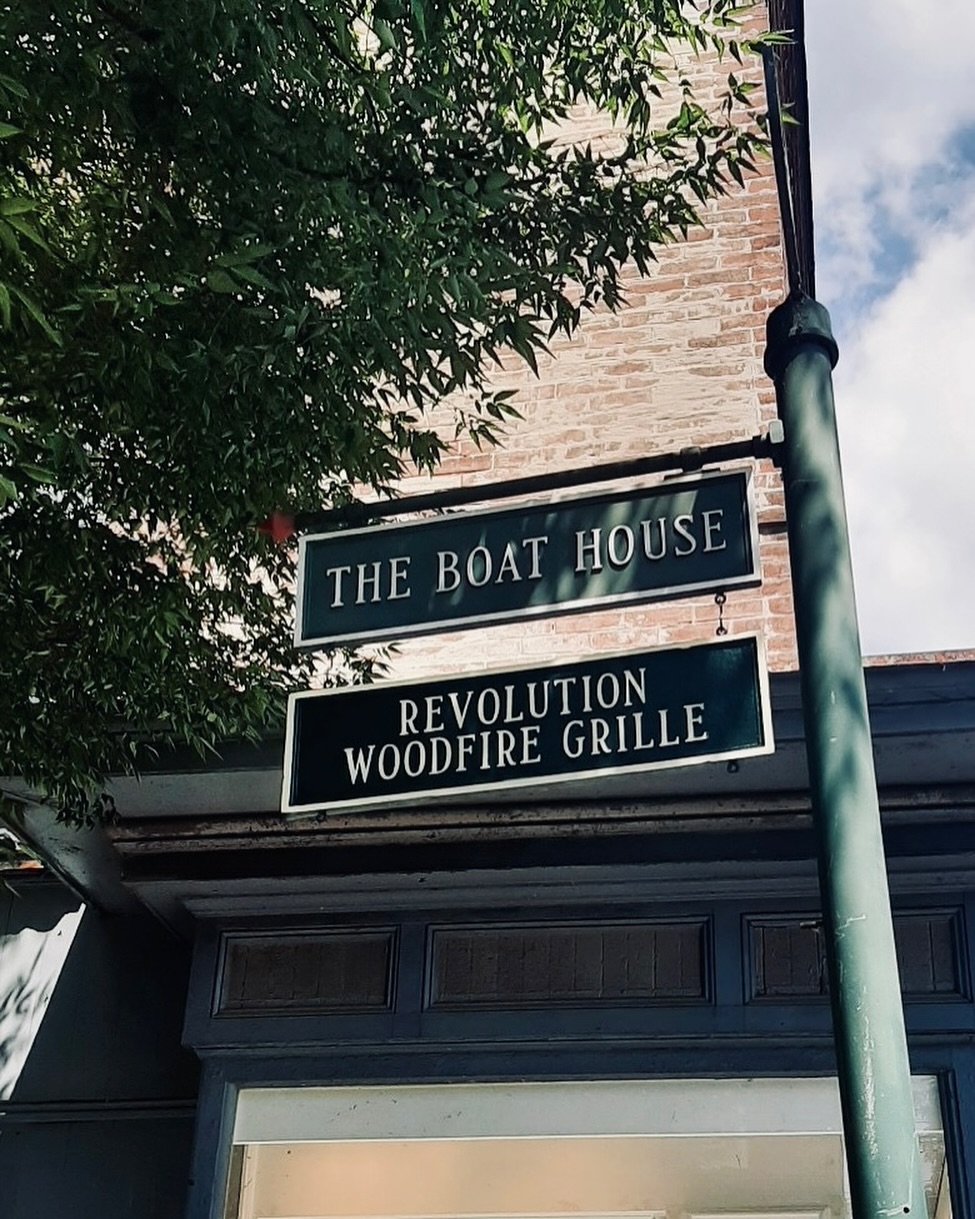 THE BOAT HOUSE
REVOLUTION
WOODFIRE GRILLE